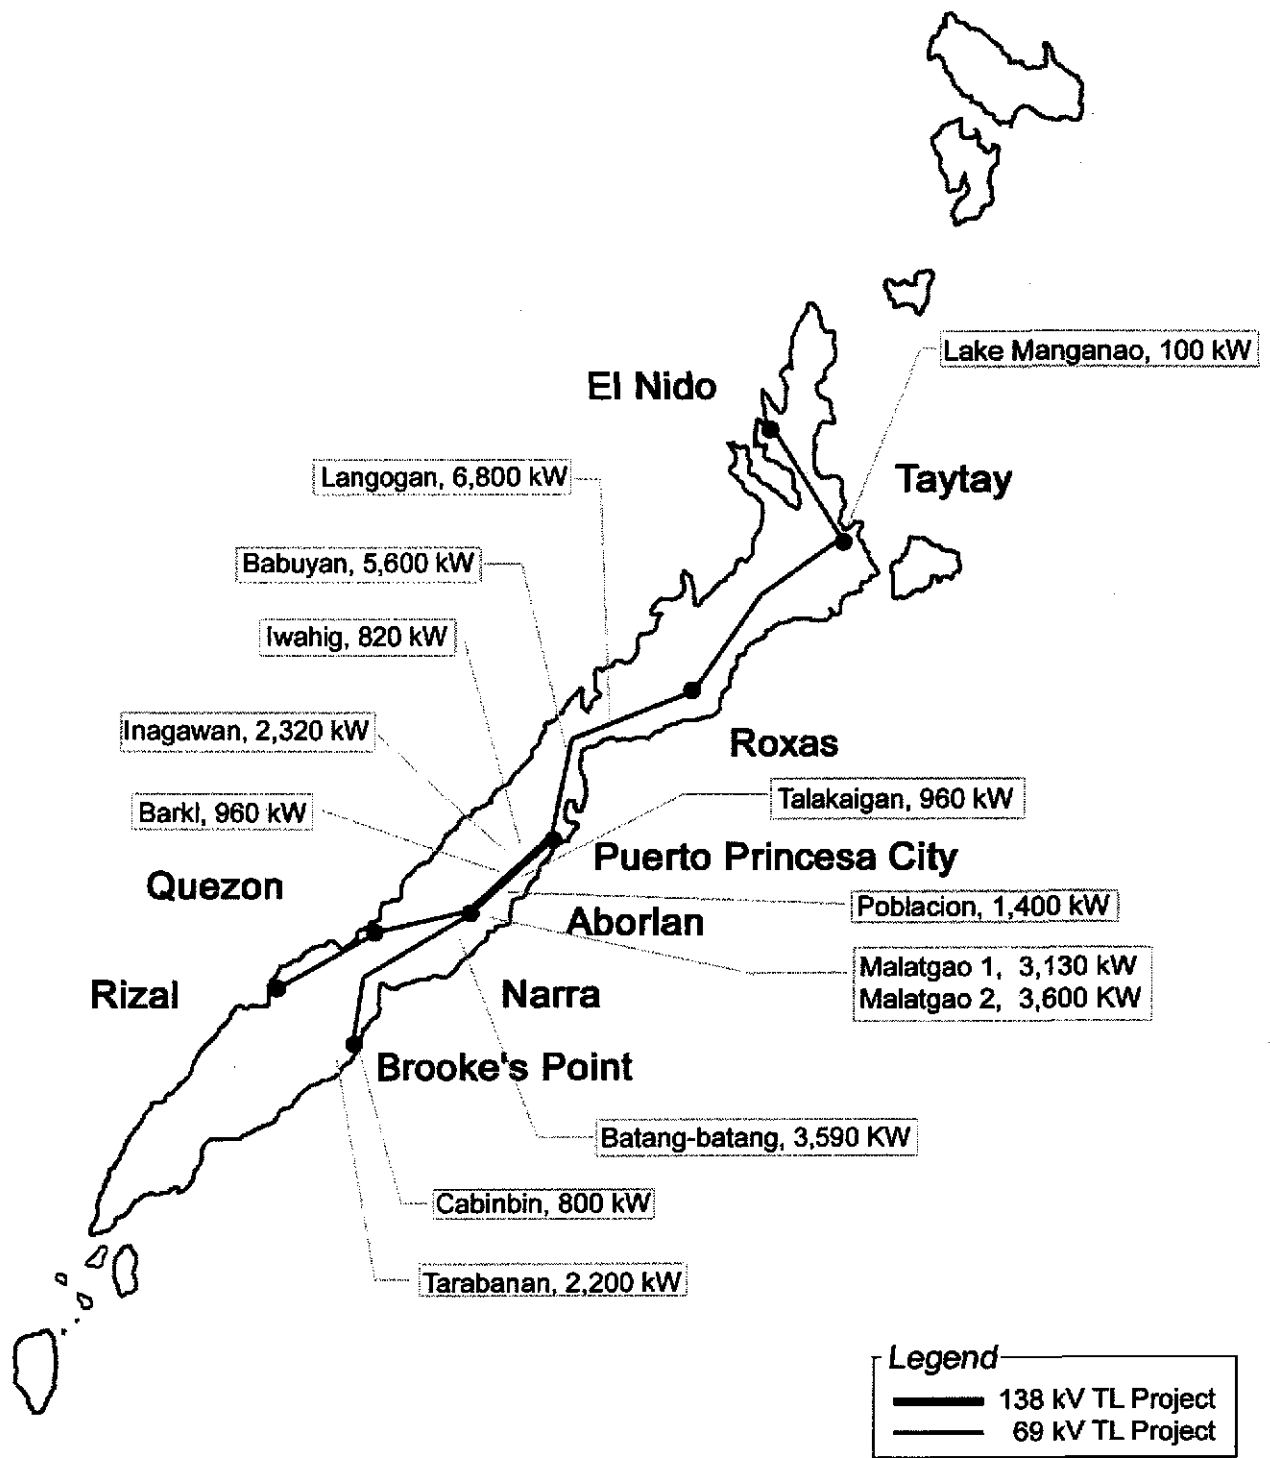 Lake Manganao, 100 kW
El Nido
Langogan, 6,800 kW
Taytay
Babuyan, 5,600 kW
Iwahig, 820 kW
Inagawan, 2,320 kW
Roxas
Talakaigan, 960 kW
Barkl, 960 kW
Puerto Princesa City
Quezon
Poblacion, 1,400 kW
Aborlan
Malatgao 1, 3,130 kW
Malatgao 2, 3,600 KW
Rizal
Narra
Brooke's Point
Batang-batang, 3,590 KW
Cabinbin, 800 kW
Tarabanan, 2,200 kW
Legend
138 kV TL Project
69 kV TL Project